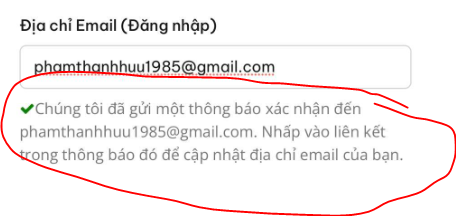 Địa chỉ Email (Đăng nhập)
phamthanhhuu1985@gmail.com
Chúng tôi đã gửi một thông báo xác nhận đến
phamthanhhuu1985@gmail.com. Nhấp vào liên kết
trong thông báo đó để cập nhật địa chỉ email của bạn.